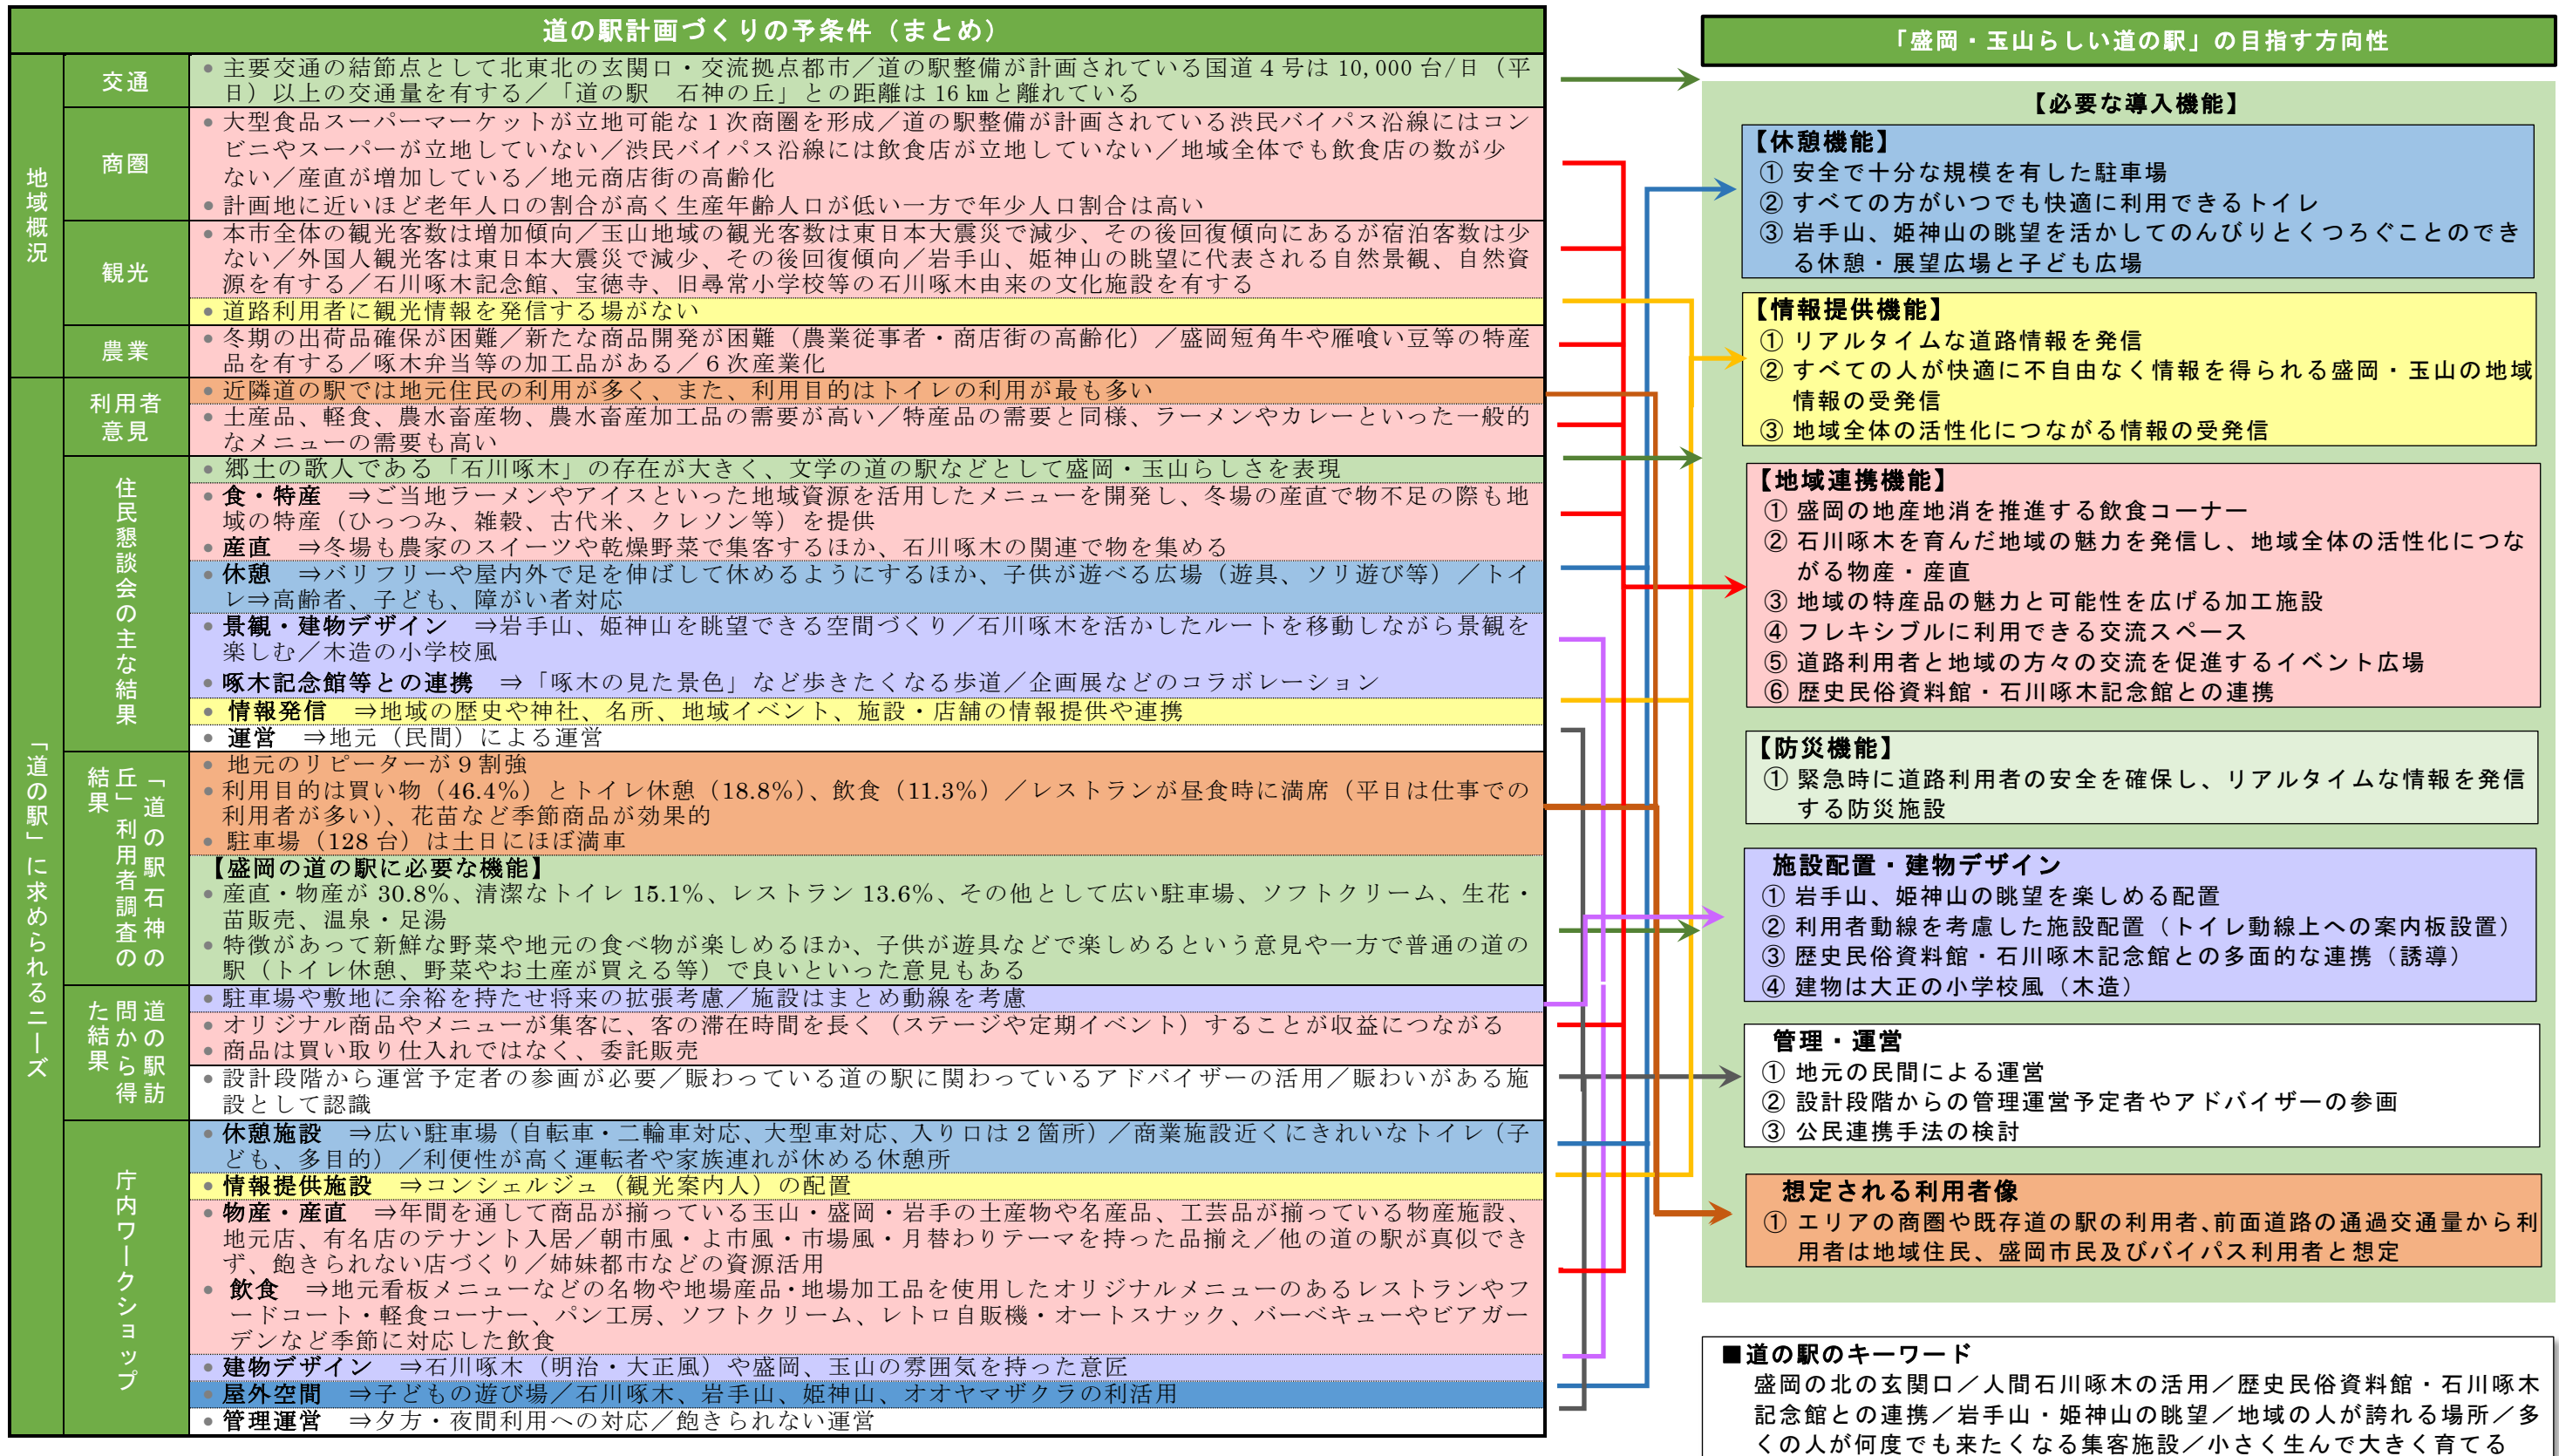 道の駅計画づくりの予条件（まとめ）
地域概況
交通
● 主要交通の結節点として北東北の玄関口・交流拠点都市／道の駅整備が計画されている国道４号は 10,000 台/日（平
日）以上の交通量を有する／「道の駅　石神の丘」との距離は 16 ㎞と離れている
商圏
● 大型食品スーパーマーケットが立地可能な１次商圏を形成／道の駅整備が計画されている渋民バイパス沿線にはコン
ビニやスーパーが立地していない／渋民バイパス沿線には飲食店が立地していない／地域全体でも飲食店の数が少
ない／産直が増加している／地元商店街の高齢化
● 計画地に近いほど老年人口の割合が高く生産年齢人口が低い一方で年少人口割合は高い
観光
● 本市全体の観光客数は増加傾向／玉山地域の観光客数は東日本大震災で減少、その後回復傾向にあるが宿泊客数は少
ない／外国人観光客は東日本大震災で減少、その後回復傾向／岩手山、姫神山の眺望に代表される自然景観、自然資
源を有する／石川啄木記念館、宝徳寺、旧尋常小学校等の石川啄木由来の文化施設を有する
● 道路利用者に観光情報を発信する場がない
農業
● 冬期の出荷品確保が困難／新たな商品開発が困難（農業従事者・商店街の高齢化）／盛岡短角牛や雁喰い豆等の特産
品を有する／啄木弁当等の加工品がある／６次産業化
「道の駅」に求められるニーズ
利用者
意見
● 近隣道の駅では地元住民の利用が多く、また、利用目的はトイレの利用が最も多い
● 土産品、軽食、農水畜産物、農水畜産加工品の需要が高い／特産品の需要と同様、ラーメンやカレーといった一般的
なメニューの需要も高い
住民懇談会の主な結果
● 郷土の歌人である「石川啄木」の存在が大きく、文学の道の駅などとして盛岡・玉山らしさを表現
● 食・特産　⇒ご当地ラーメンやアイスといった地域資源を活用したメニューを開発し、冬場の産直で物不足の際も地
域の特産（ひっつみ、雑穀、古代米、クレソン等）を提供
● 産直　⇒冬場も農家のスイーツや乾燥野菜で集客するほか、石川啄木の関連で物を集める
● 休憩　⇒バリフリーや屋内外で足を伸ばして休めるようにするほか、子供が遊べる広場（遊具、ソリ遊び等）／トイ
レ⇒高齢者、子ども、障がい者対応
● 景観・建物デザイン　⇒岩手山、姫神山を眺望できる空間づくり／石川啄木を活かしたルートを移動しながら景観を
楽しむ／木造の小学校風
● 啄木記念館等との連携　⇒「啄木の見た景色」など歩きたくなる歩道／企画展などのコラボレーション
● 情報発信　⇒地域の歴史や神社、名所、地域イベント、施設・店舗の情報提供や連携
● 運営　⇒地元（民間）による運営
「道の駅石神の
丘」利用者調査の
結果
● 地元のリピーターが９割強
● 利用目的は買い物（46.4%）とトイレ休憩（18.8%）、飲食（11.3%）／レストランが昼食時に満席（平日は仕事での
利用者が多い）、花苗など季節商品が効果的
● 駐車場（128 台）は土日にほぼ満車
【盛岡の道の駅に必要な機能】
● 産直・物産が 30.8%、清潔なトイレ 15.1%、レストラン 13.6%、その他として広い駐車場、ソフトクリーム、生花・
苗販売、温泉・足湯
● 特徴があって新鮮な野菜や地元の食べ物が楽しめるほか、子供が遊具などで楽しめるという意見や一方で普通の道の
駅（トイレ休憩、野菜やお土産が買える等）で良いといった意見もある
道の駅訪
問から得
た結果
● 駐車場や敷地に余裕を持たせ将来の拡張考慮／施設はまとめ動線を考慮
● オリジナル商品やメニューが集客に、客の滞在時間を長く（ステージや定期イベント）することが収益につながる
● 商品は買い取り仕入れではなく、委託販売
● 設計段階から運営予定者の参画が必要／賑わっている道の駅に関わっているアドバイザーの活用／賑わいがある施
設として認識
庁内ワークショップ
● 休憩施設　⇒広い駐車場（自転車・二輪車対応、大型車対応、入り口は２箇所）／商業施設近くにきれいなトイレ（子
ども、多目的）／利便性が高く運転者や家族連れが休める休憩所
● 情報提供施設　⇒コンシェルジュ（観光案内人）の配置
● 物産・産直　⇒年間を通して商品が揃っている玉山・盛岡・岩手の土産物や名産品、工芸品が揃っている物産施設、
地元店、有名店のテナント入居／朝市風・よ市風・市場風・月替わりテーマを持った品揃え／他の道の駅が真似でき
ず、飽きられない店づくり／姉妹都市などの資源活用
● 飲食　⇒地元看板メニューなどの名物や地場産品・地場加工品を使用したオリジナルメニューのあるレストランやフ
ードコート・軽食コーナー、パン工房、ソフトクリーム、レトロ自販機・オートスナック、バーベキューやビアガー
デンなど季節に対応した飲食
● 建物デザイン　⇒石川啄木（明治・大正風）や盛岡、玉山の雰囲気を持った意匠
● 屋外空間　⇒子どもの遊び場／石川啄木、岩手山、姫神山、オオヤマザクラの利活用
● 管理運営　⇒夕方・夜間利用への対応／飽きられない運営
「盛岡・玉山らしい道の駅」の目指す方向性
【必要な導入機能】
【休憩機能】
① 安全で十分な規模を有した駐車場
② すべての方がいつでも快適に利用できるトイレ
③ 岩手山、姫神山の眺望を活かしてのんびりとくつろぐことのでき
る休憩・展望広場と子ども広場
【情報提供機能】
① リアルタイムな道路情報を発信
② すべての人が快適に不自由なく情報を得られる盛岡・玉山の地域
情報の受発信
③ 地域全体の活性化につながる情報の受発信
【地域連携機能】
① 盛岡の地産地消を推進する飲食コーナー
② 石川啄木を育んだ地域の魅力を発信し、地域全体の活性化につな
がる物産・産直
③ 地域の特産品の魅力と可能性を広げる加工施設
④ フレキシブルに利用できる交流スペース
⑤ 道路利用者と地域の方々の交流を促進するイベント広場
⑥ 歴史民俗資料館・石川啄木記念館との連携
【防災機能】
① 緊急時に道路利用者の安全を確保し、リアルタイムな情報を発信
する防災施設
施設配置・建物デザイン
① 岩手山、姫神山の眺望を楽しめる配置
② 利用者動線を考慮した施設配置（トイレ動線上への案内板設置）
③ 歴史民俗資料館・石川啄木記念館との多面的な連携（誘導）
④ 建物は大正の小学校風（木造）
管理・運営
① 地元の民間による運営
② 設計段階からの管理運営予定者やアドバイザーの参画
③ 公民連携手法の検討
想定される利用者像
① エリアの商圏や既存道の駅の利用者、前面道路の通過交通量から利
用者は地域住民、盛岡市民及びバイパス利用者と想定
■道の駅のキーワード
盛岡の北の玄関口／人間石川啄木の活用／歴史民俗資料館・石川啄木
記念館との連携／岩手山・姫神山の眺望／地域の人が誇れる場所／多
くの人が何度でも来たくなる集客施設／小さく生んで大きく育てる